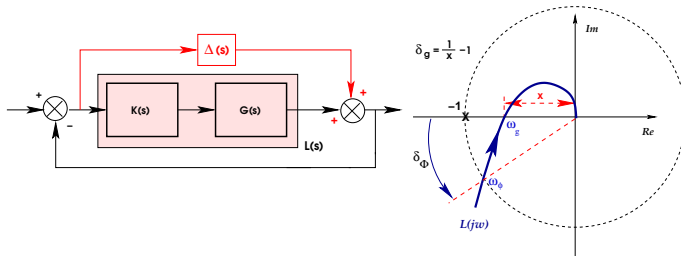 Δ(s)
+
−
K(s)
G(s)
L(s)
+
+
Im
δg = 1/x −1
x
−1
ωg
Re
δΦ
ωΦ
L(jw)